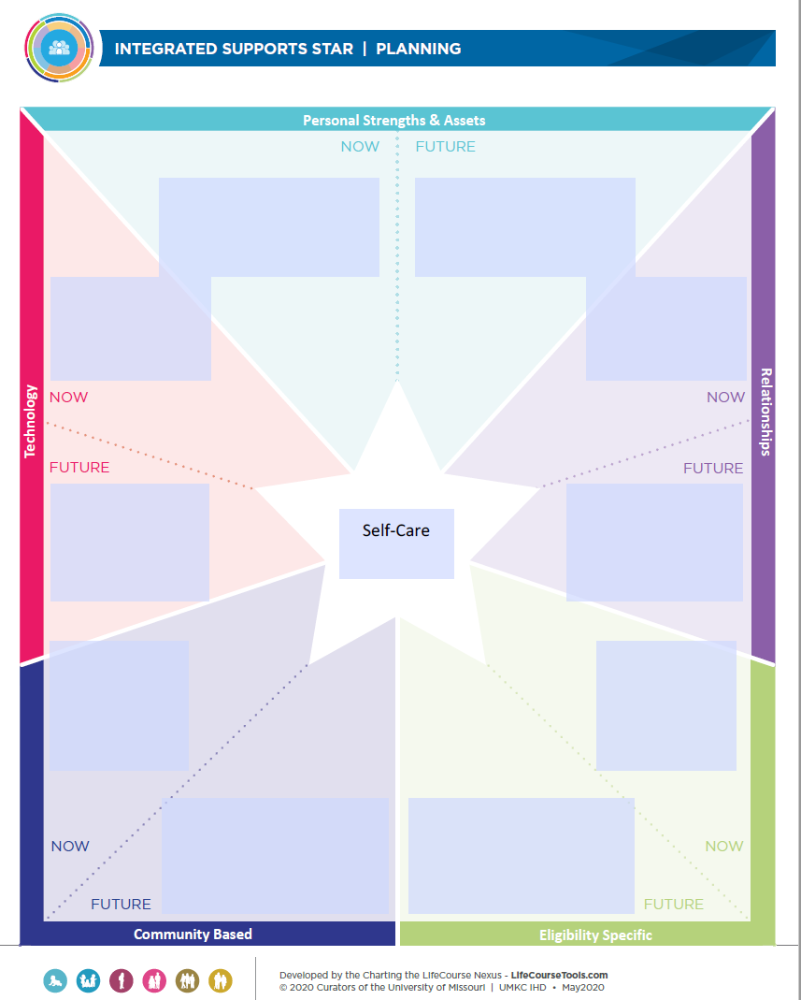 INTEGRATED SUPPORTS STAR | PLANNING
Personal Strengths & Assets
NOW
FUTURE
Technology
NOW
FUTURE
Relationships
NOW
FUTURE
Self-Care
NOW
FUTURE
Community Based
NOW
FUTURE
Eligibility Specific
Developed by the Charting the LifeCourse Nexus - LifeCourseTools.com
© 2020 Curators of the University of Missouri | UMKC IHD • May2020